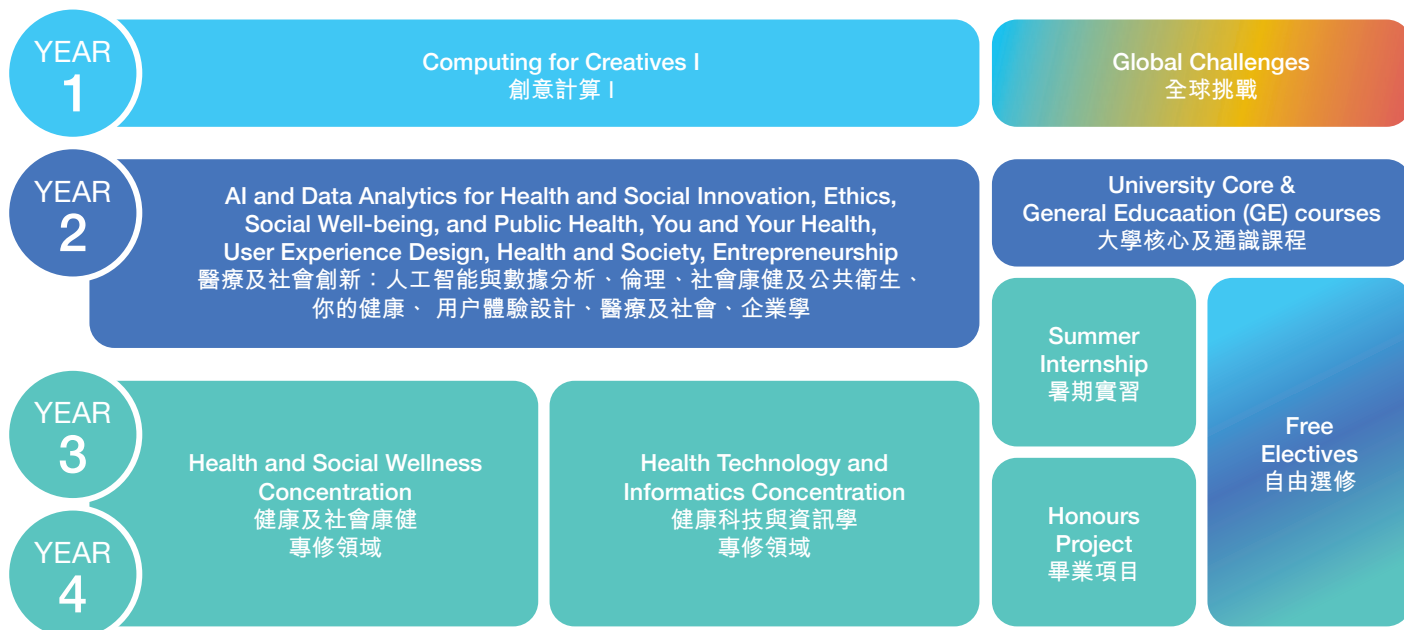 YEAR
1
Computing for Creatives I
創意計算 I
Global Challenges
全球挑戰
YEAR
2
AI and Data Analytics for Health and Social Innovation, Ethics,
Social Well-being, and Public Health, You and Your Health,
User Experience Design, Health and Society, Entrepreneurship
醫療及社會創新：人工智能與數據分析、倫理、社會康健及公共衞生、
你的健康、 用户體驗設計、醫療及社會、企業學
University Core &
General Educaation (GE) courses
大學核心及通識課程
Summer
Internship
暑期實習
Free
Electives
自由選修
YEAR
3
Health and Social Wellness
Concentration
健康及社會康健
專修領域
Health Technology and
Informatics Concentration
健康科技與資訊學
專修領域
Honours
Project
畢業項目
YEAR
4